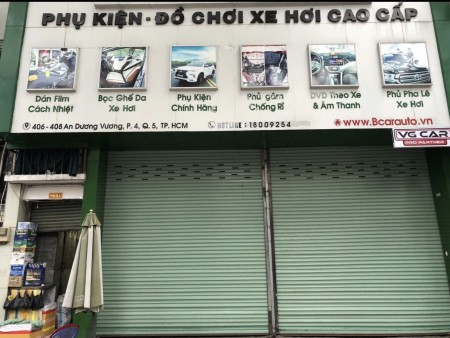 PHỤ KIỆN - ĐỒ CHƠI XE HƠI CAO CẤP
Dán Film
Cách Nhiệt
Bọc Ghế Da
Xe Hơi
Phụ Kiện
Chính Hãng
Phủ gầm
Chống Rỉ
DVD Theo Xe
& Âm Thanh
Phủ Pha Lê
Xe Hơi
406 - 408 An Dương Vương, P. 4, Q. 5, TP. HCM
HOTLINE : 18009254
www.Bcarauto.vn
VG CAR
PRO PARTNER